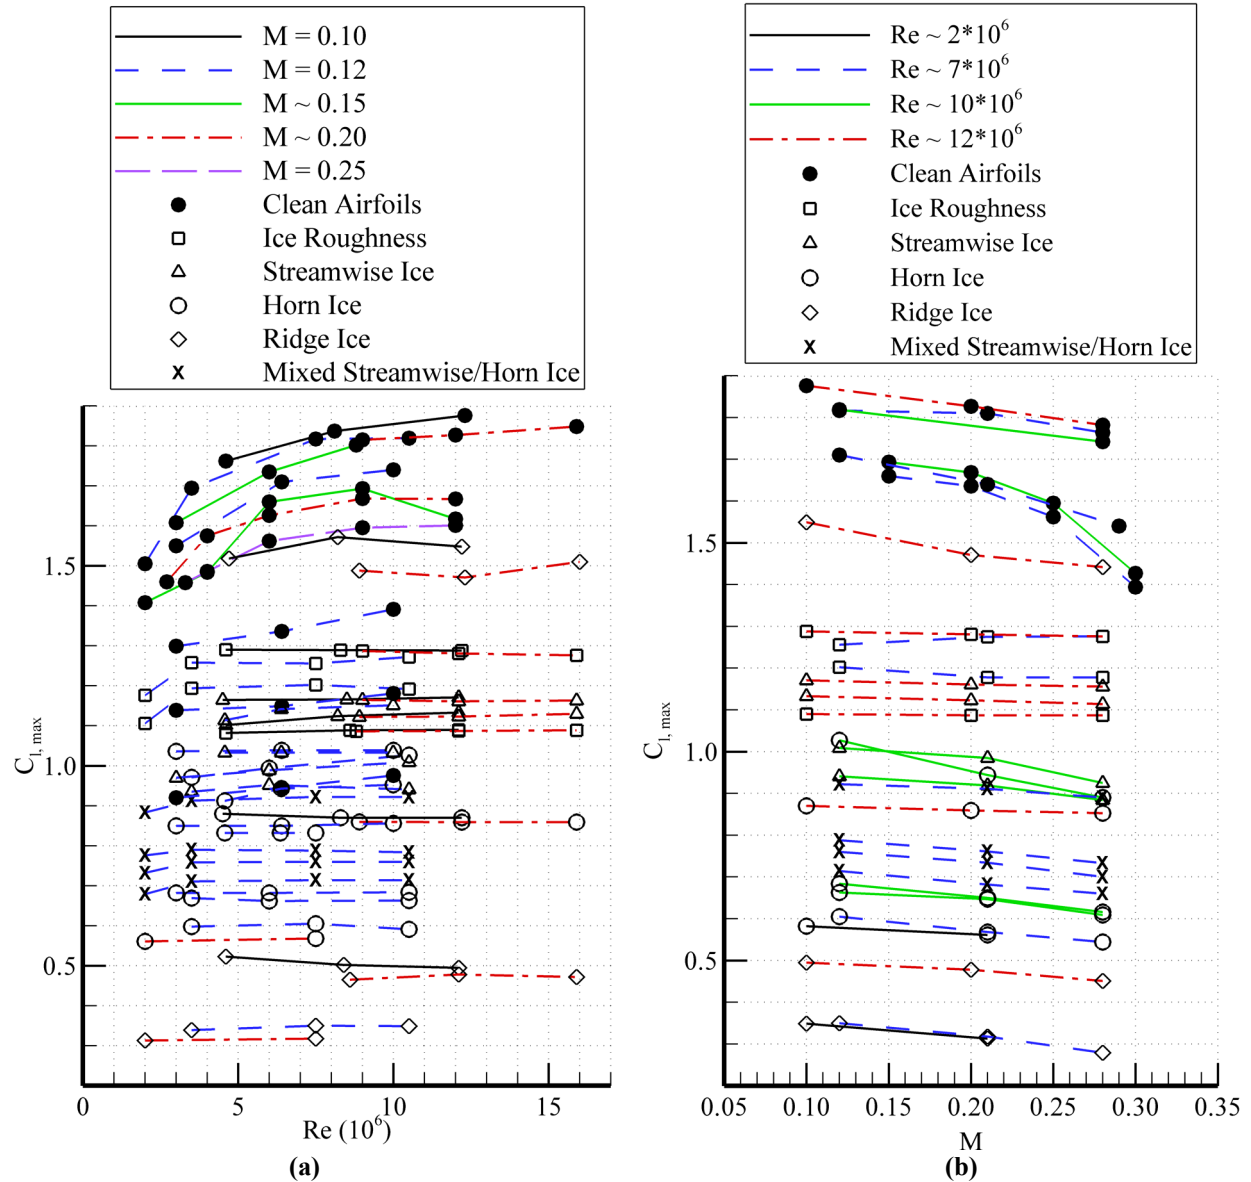 M = 0.10
M = 0.12
M ~ 0.15
M ~ 0.20
M = 0.25
Clean Airfoils
Ice Roughness
Streamwise Ice
Horn Ice
Ridge Ice
Mixed Streamwise/Horn Ice
1.5
1.0
0.5
C_l, max
0 5 10 15
Re (10^6)
(a)
Re ~ 2*10^6
Re ~ 7*10^6
Re ~ 10*10^6
Re ~ 12*10^6
Clean Airfoils
Ice Roughness
Streamwise Ice
Horn Ice
Ridge Ice
Mixed Streamwise/Horn Ice
1.5
1.0
0.5
C_l, max
0.05 0.10 0.15 0.20 0.25 0.30 0.35
M
(b)